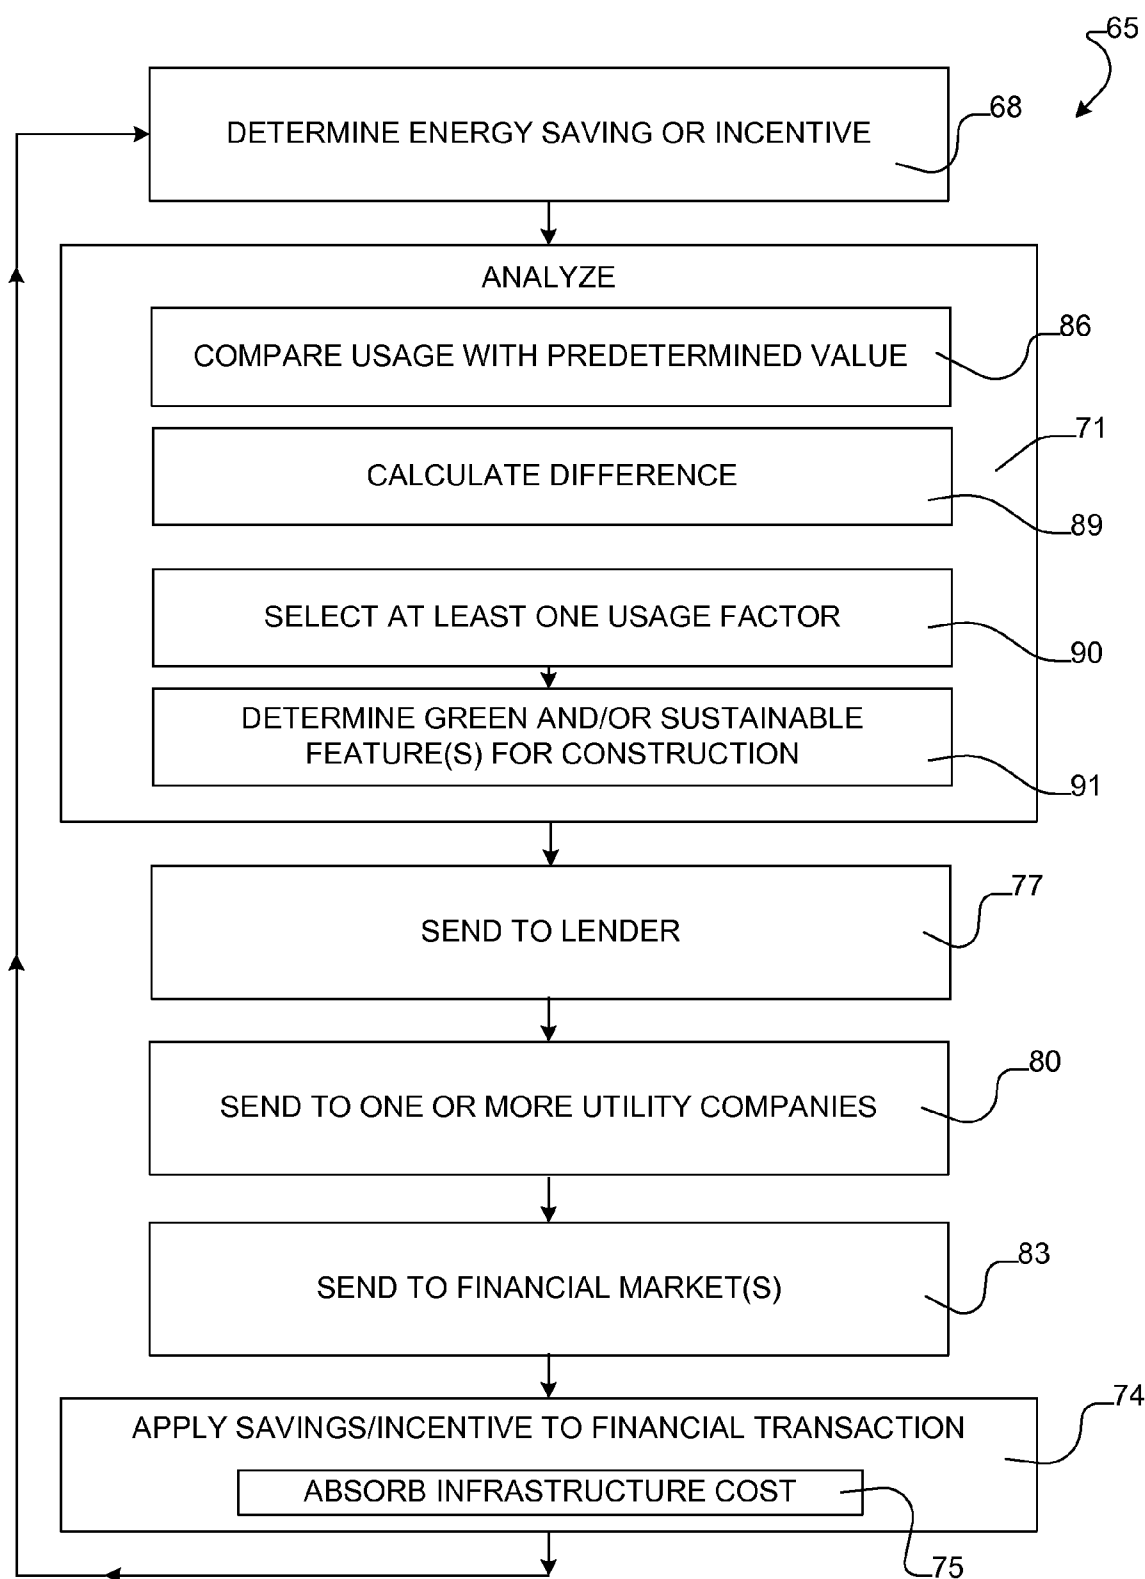 65
DETERMINE ENERGY SAVING OR INCENTIVE
68
ANALYZE
COMPARE USAGE WITH PREDETERMINED VALUE
86
71
CALCULATE DIFFERENCE
89
SELECT AT LEAST ONE USAGE FACTOR
90
DETERMINE GREEN AND/OR SUSTAINABLE
FEATURE(S) FOR CONSTRUCTION
91
77
SEND TO LENDER
80
SEND TO ONE OR MORE UTILITY COMPANIES
83
SEND TO FINANCIAL MARKET(S)
74
APPLY SAVINGS/INCENTIVE TO FINANCIAL TRANSACTION
ABSORB INFRASTRUCTURE COST
75